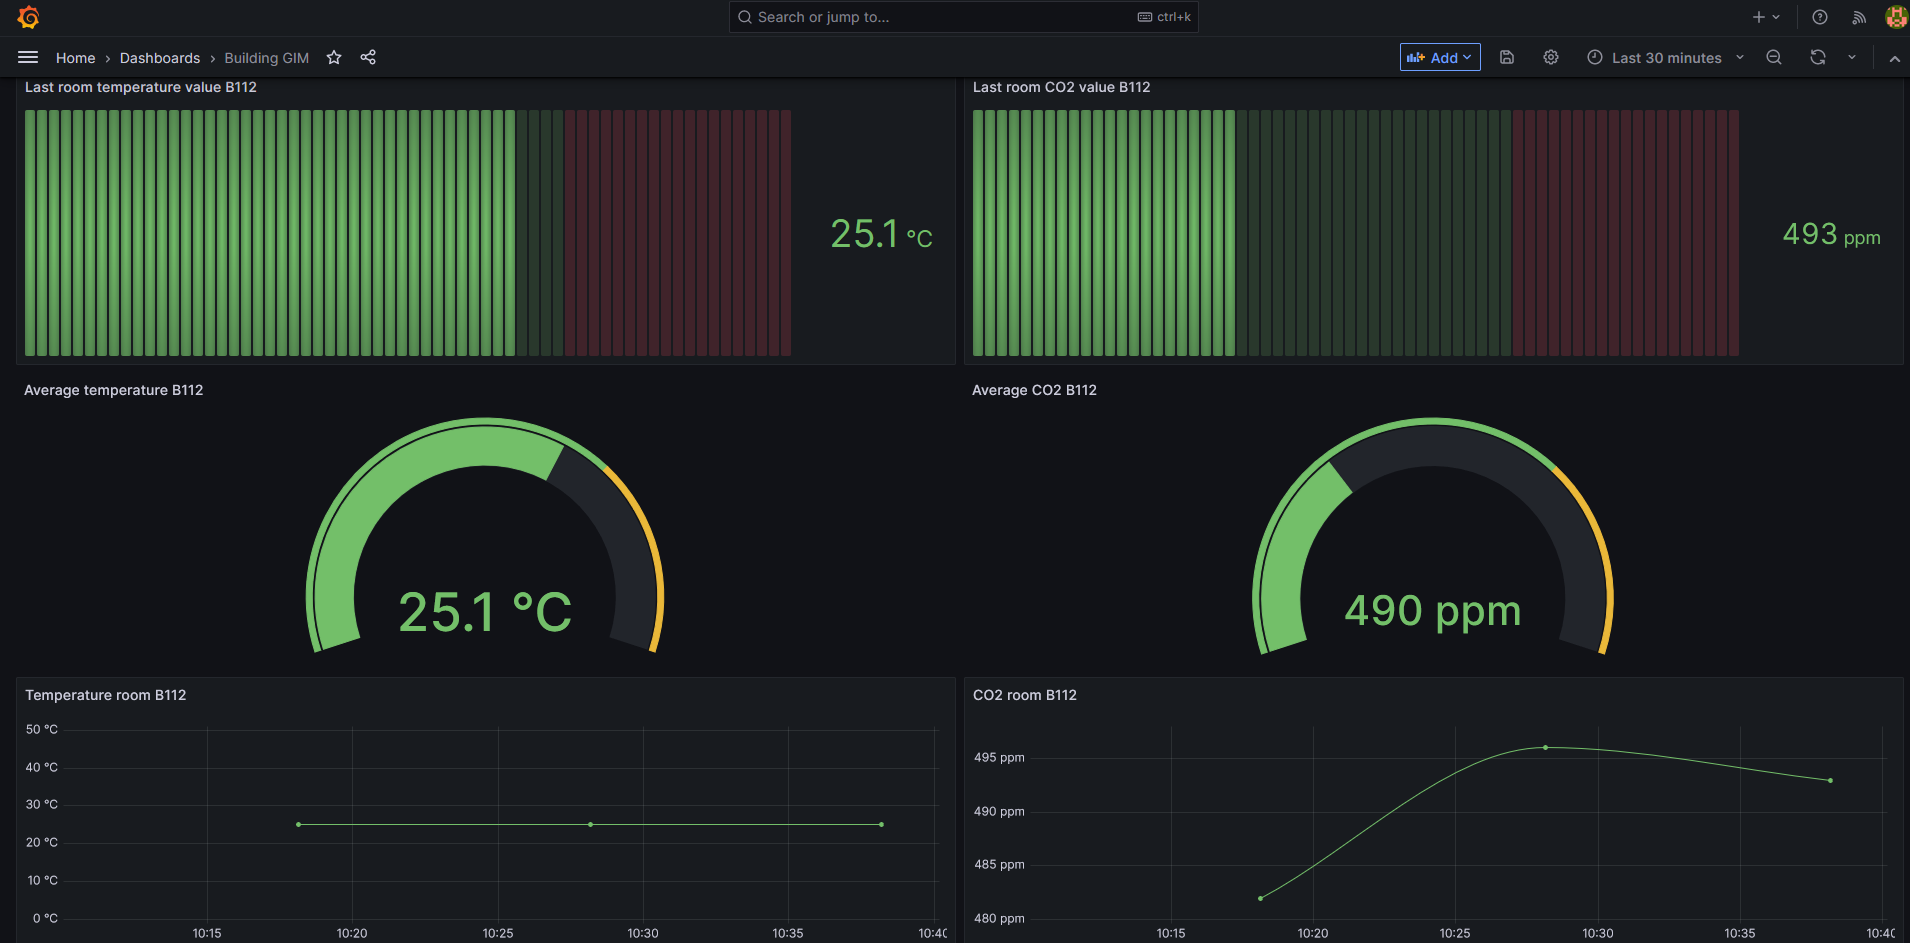 Search or jump to...
ctrl+k
Home › Dashboards › Building GIM
Add
Last 30 minutes
Last room temperature value B112
25.1 °C
Last room CO2 value B112
493 ppm
Average temperature B112
25.1 °C
Average CO2 B112
490 ppm
Temperature room B112
50 °C
40 °C
30 °C
20 °C
10 °C
0 °C
10:15
10:20
10:25
10:30
10:35
10:40
CO2 room B112
495 ppm
490 ppm
485 ppm
480 ppm
10:15
10:20
10:25
10:30
10:35
10:40